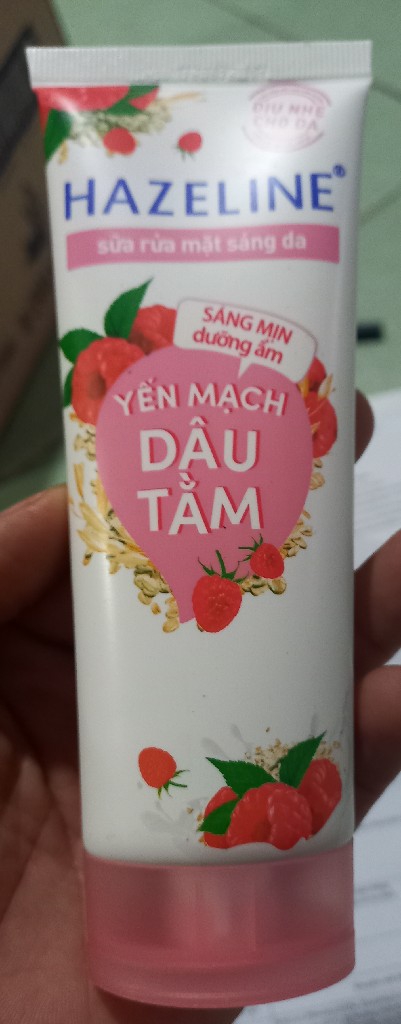 DỊU NHẸ
CHO DA
HAZELINE®
sữa rửa mặt sáng da
SÁNG MỊN
dưỡng ẩm
YẾN MẠCH
DÂU
TẰM